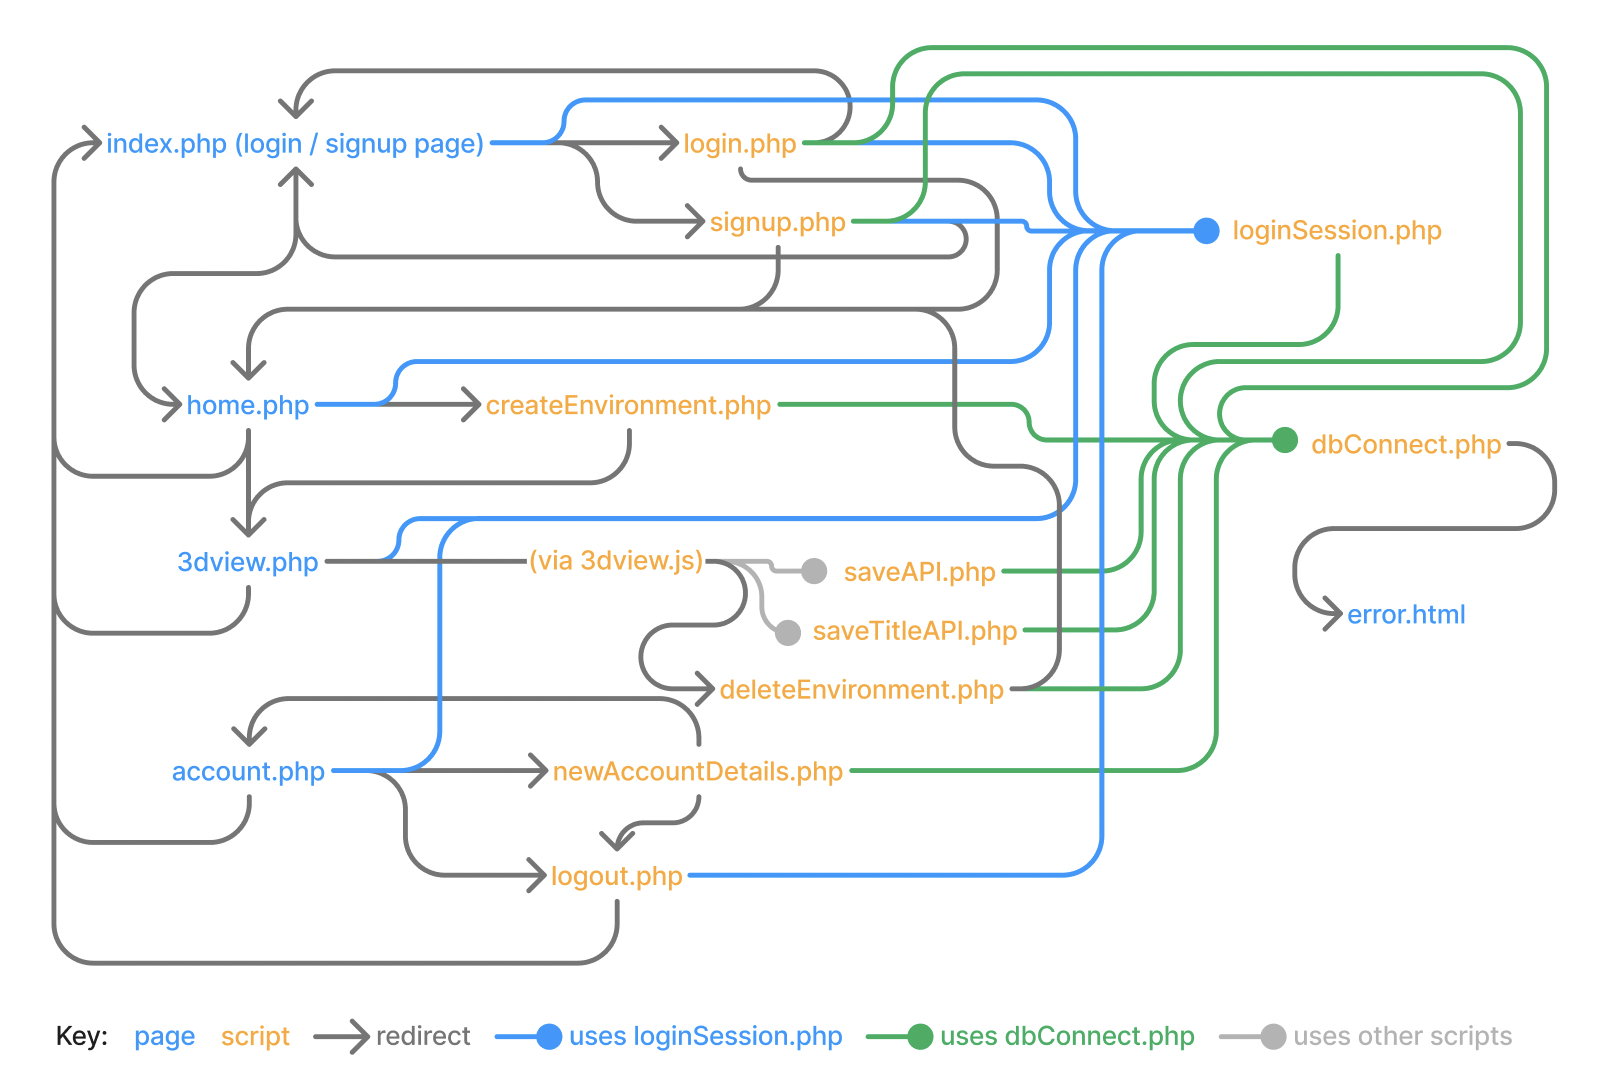 index.php (login / signup page)
login.php
signup.php
loginSession.php
home.php
createEnvironment.php
dbConnect.php
3dview.php
(via 3dview.js)
saveAPI.php
saveTitleAPI.php
error.html
deleteEnvironment.php
account.php
newAccountDetails.php
logout.php
Key: page script redirect uses loginSession.php uses dbConnect.php uses other scripts